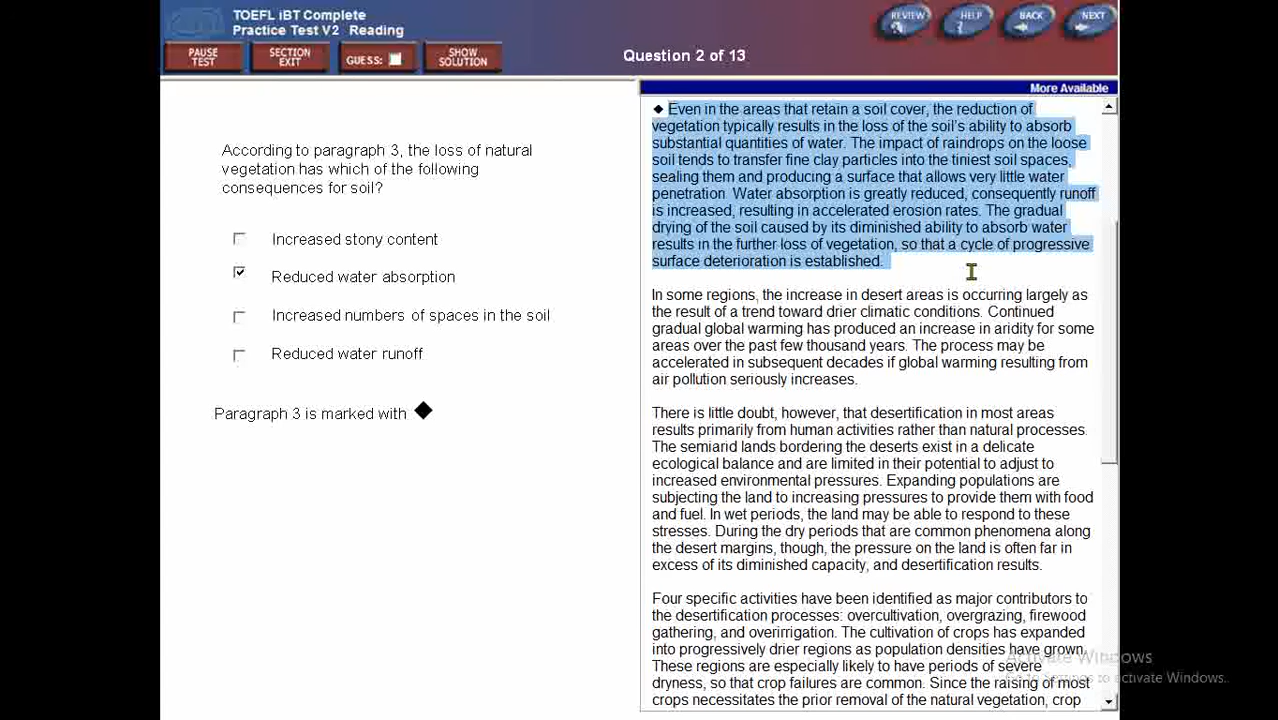 TOEFL iBT Complete
Practice Test V2 Reading
REVIEW
HELP
BACK
NEXT
PAUSE TEST
SECTION EXIT
GUESS:
SHOW SOLUTION
Question 2 of 13
More Available
According to paragraph 3, the loss of natural
vegetation has which of the following
consequences for soil?
Increased stony content
Reduced water absorption
Increased numbers of spaces in the soil
Reduced water runoff
Paragraph 3 is marked with ◆
◆ Even in the areas that retain a soil cover, the reduction of
vegetation typically results in the loss of the soil's ability to absorb
substantial quantities of water. The impact of raindrops on the loose
soil tends to transfer fine clay particles into the tiniest soil spaces,
sealing them and producing a surface that allows very little water
penetration. Water absorption is greatly reduced, consequently runoff
is increased, resulting in accelerated erosion rates. The gradual
drying of the soil caused by its diminished ability to absorb water
results in the further loss of vegetation, so that a cycle of progressive
surface deterioration is established.
In some regions, the increase in desert areas is occurring largely as
the result of a trend toward drier climatic conditions. Continued
gradual global warming has produced an increase in aridity for some
areas over the past few thousand years. The process may be
accelerated in subsequent decades if global warming resulting from
air pollution seriously increases.
There is little doubt, however, that desertification in most areas
results primarily from human activities rather than natural processes.
The semiarid lands bordering the deserts exist in a delicate
ecological balance and are limited in their potential to adjust to
increased environmental pressures. Expanding populations are
subjecting the land to increasing pressures to provide them with food
and fuel. In wet periods, the land may be able to respond to these
stresses. During the dry periods that are common phenomena along
the desert margins, though, the pressure on the land is often far in
excess of its diminished capacity, and desertification results.
Four specific activities have been identified as major contributors to
the desertification processes: overcultivation, overgrazing, firewood
gathering, and overirrigation. The cultivation of crops has expanded
into progressively drier regions as population densities have grown.
These regions are especially likely to have periods of severe
dryness, so that crop failures are common. Since the raising of most
crops necessitates the prior removal of the natural vegetation, crop
Activate Windows
Go to Settings to activate Windows.